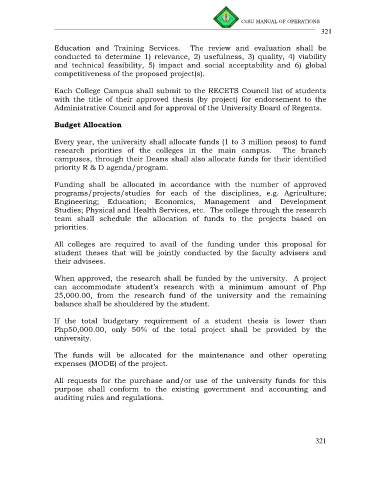 CvSU MANUAL OF OPERATIONS
321
Education and Training Services. The review and evaluation shall be
conducted to determine 1) relevance, 2) usefulness, 3) quality, 4) viability
and technical feasibility, 5) impact and social acceptability and 6) global
competitiveness of the proposed project(s).
Each College Campus shall submit to the RECETS Council list of students
with the title of their approved thesis (by project) for endorsement to the
Administrative Council and for approval of the University Board of Regents.
Budget Allocation
Every year, the university shall allocate funds (1 to 3 million pesos) to fund
research priorities of the colleges in the main campus. The branch
campuses, through their Deans shall also allocate funds for their identified
priority R & D agenda/program.
Funding shall be allocated in accordance with the number of approved
programs/projects/studies for each of the disciplines, e.g. Agriculture;
Engineering; Education; Economics, Management and Development
Studies; Physical and Health Services, etc. The college through the research
team shall schedule the allocation of funds to the projects based on
priorities.
All colleges are required to avail of the funding under this proposal for
student theses that will be jointly conducted by the faculty advisers and
their advisees.
When approved, the research shall be funded by the university. A project
can accommodate student's research with a minimum amount of Php
25,000.00, from the research fund of the university and the remaining
balance shall be shouldered by the student.
If the total budgetary requirement of a student thesis is lower than
Php50,000.00, only 50% of the total project shall be provided by the
university.
The funds will be allocated for the maintenance and other operating
expenses (MODE) of the project.
All requests for the purchase and/or use of the university funds for this
purpose shall conform to the existing government and accounting and
auditing rules and regulations.
321